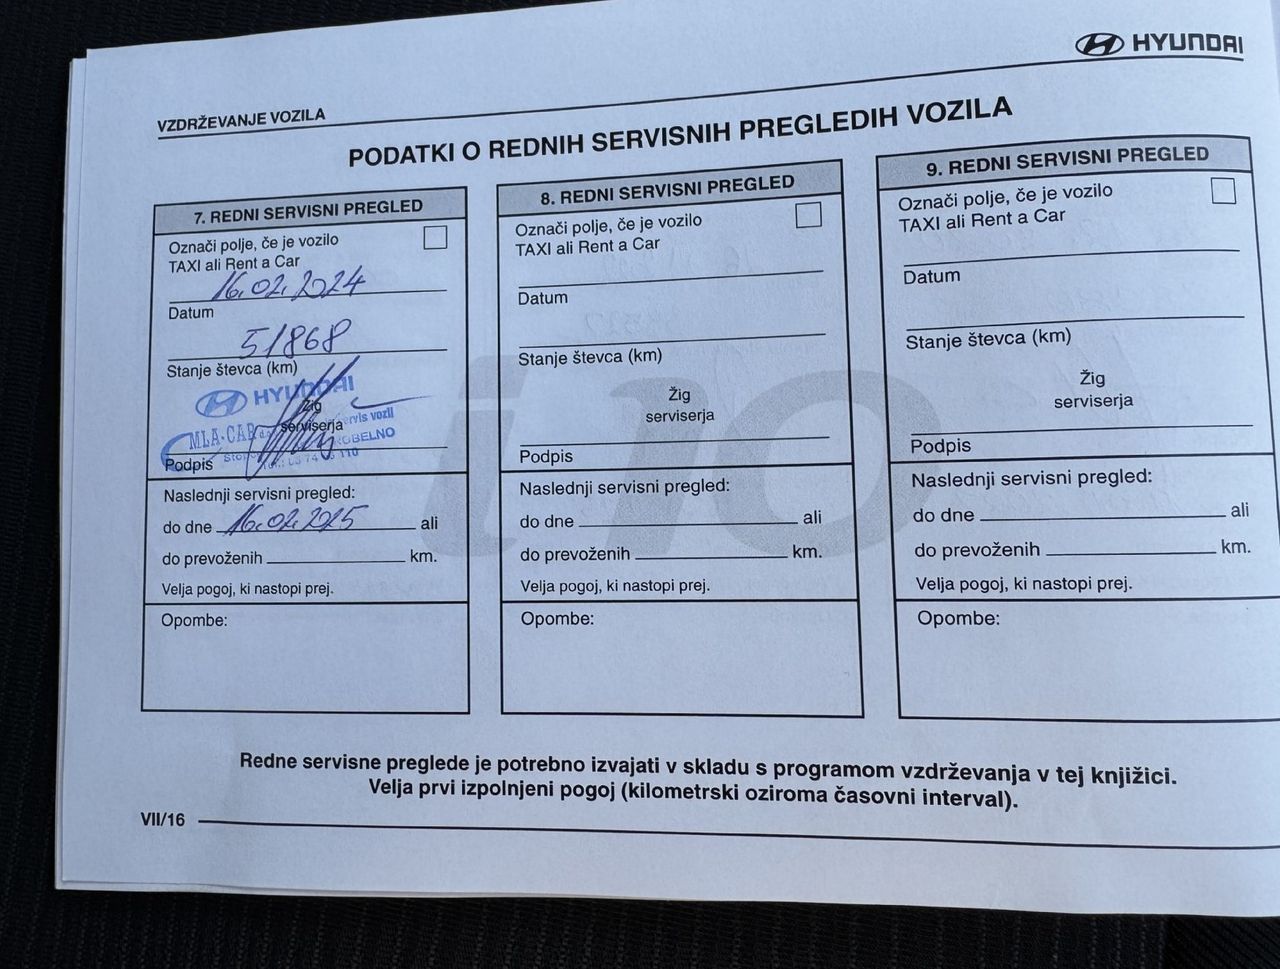 HYUNDAI
VZDRŽEVANJE VOZILA
PODATKI O REDNIH SERVISNIH PREGLEDIH VOZILA
7. REDNI SERVISNI PREGLED
Označi polje, če je vozilo
TAXI ali Rent a Car
16.02.2024
Datum
51868
Stanje števca (km)
HYUNDAI
Žig
serviserja
MLA-CAR servis vozil
Podpis
Naslednji servisni pregled:
do dne 16.02.2025 ali
do prevoženih km.
Velja pogoj, ki nastopi prej.
Opombe:
8. REDNI SERVISNI PREGLED
Označi polje, če je vozilo
TAXI ali Rent a Car
Datum
Stanje števca (km)
Žig
serviserja
Podpis
Naslednji servisni pregled:
do dne ali
do prevoženih km.
Velja pogoj, ki nastopi prej.
Opombe:
9. REDNI SERVISNI PREGLED
Označi polje, če je vozilo
TAXI ali Rent a Car
Datum
Stanje števca (km)
Žig
serviserja
Podpis
Naslednji servisni pregled:
do dne ali
do prevoženih km.
Velja pogoj, ki nastopi prej.
Opombe:
i10
Redne servisne preglede je potrebno izvajati v skladu s programom vzdrževanja v tej knjižici.
Velja prvi izpolnjeni pogoj (kilometrski oziroma časovni interval).
VII/16